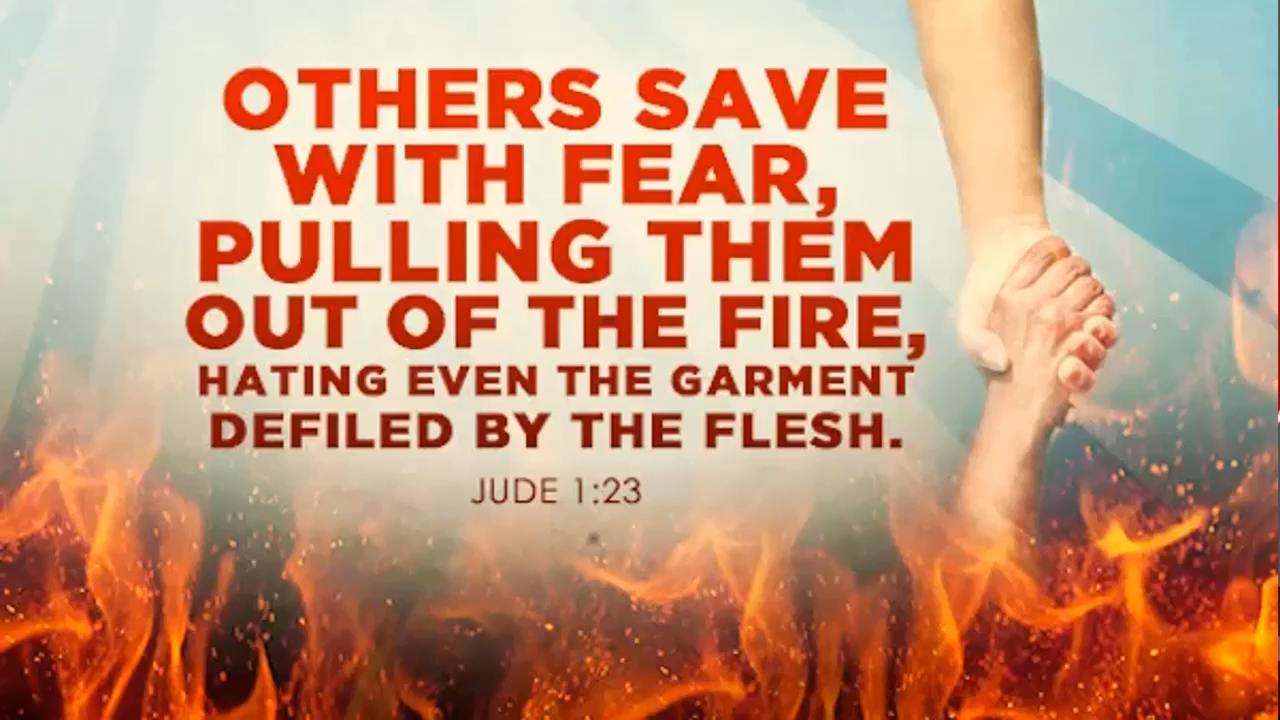 OTHERS SAVE
WITH FEAR,
PULLING THEM
OUT OF THE FIRE,
HATING EVEN THE GARMENT
DEFILED BY THE FLESH.
JUDE 1:23